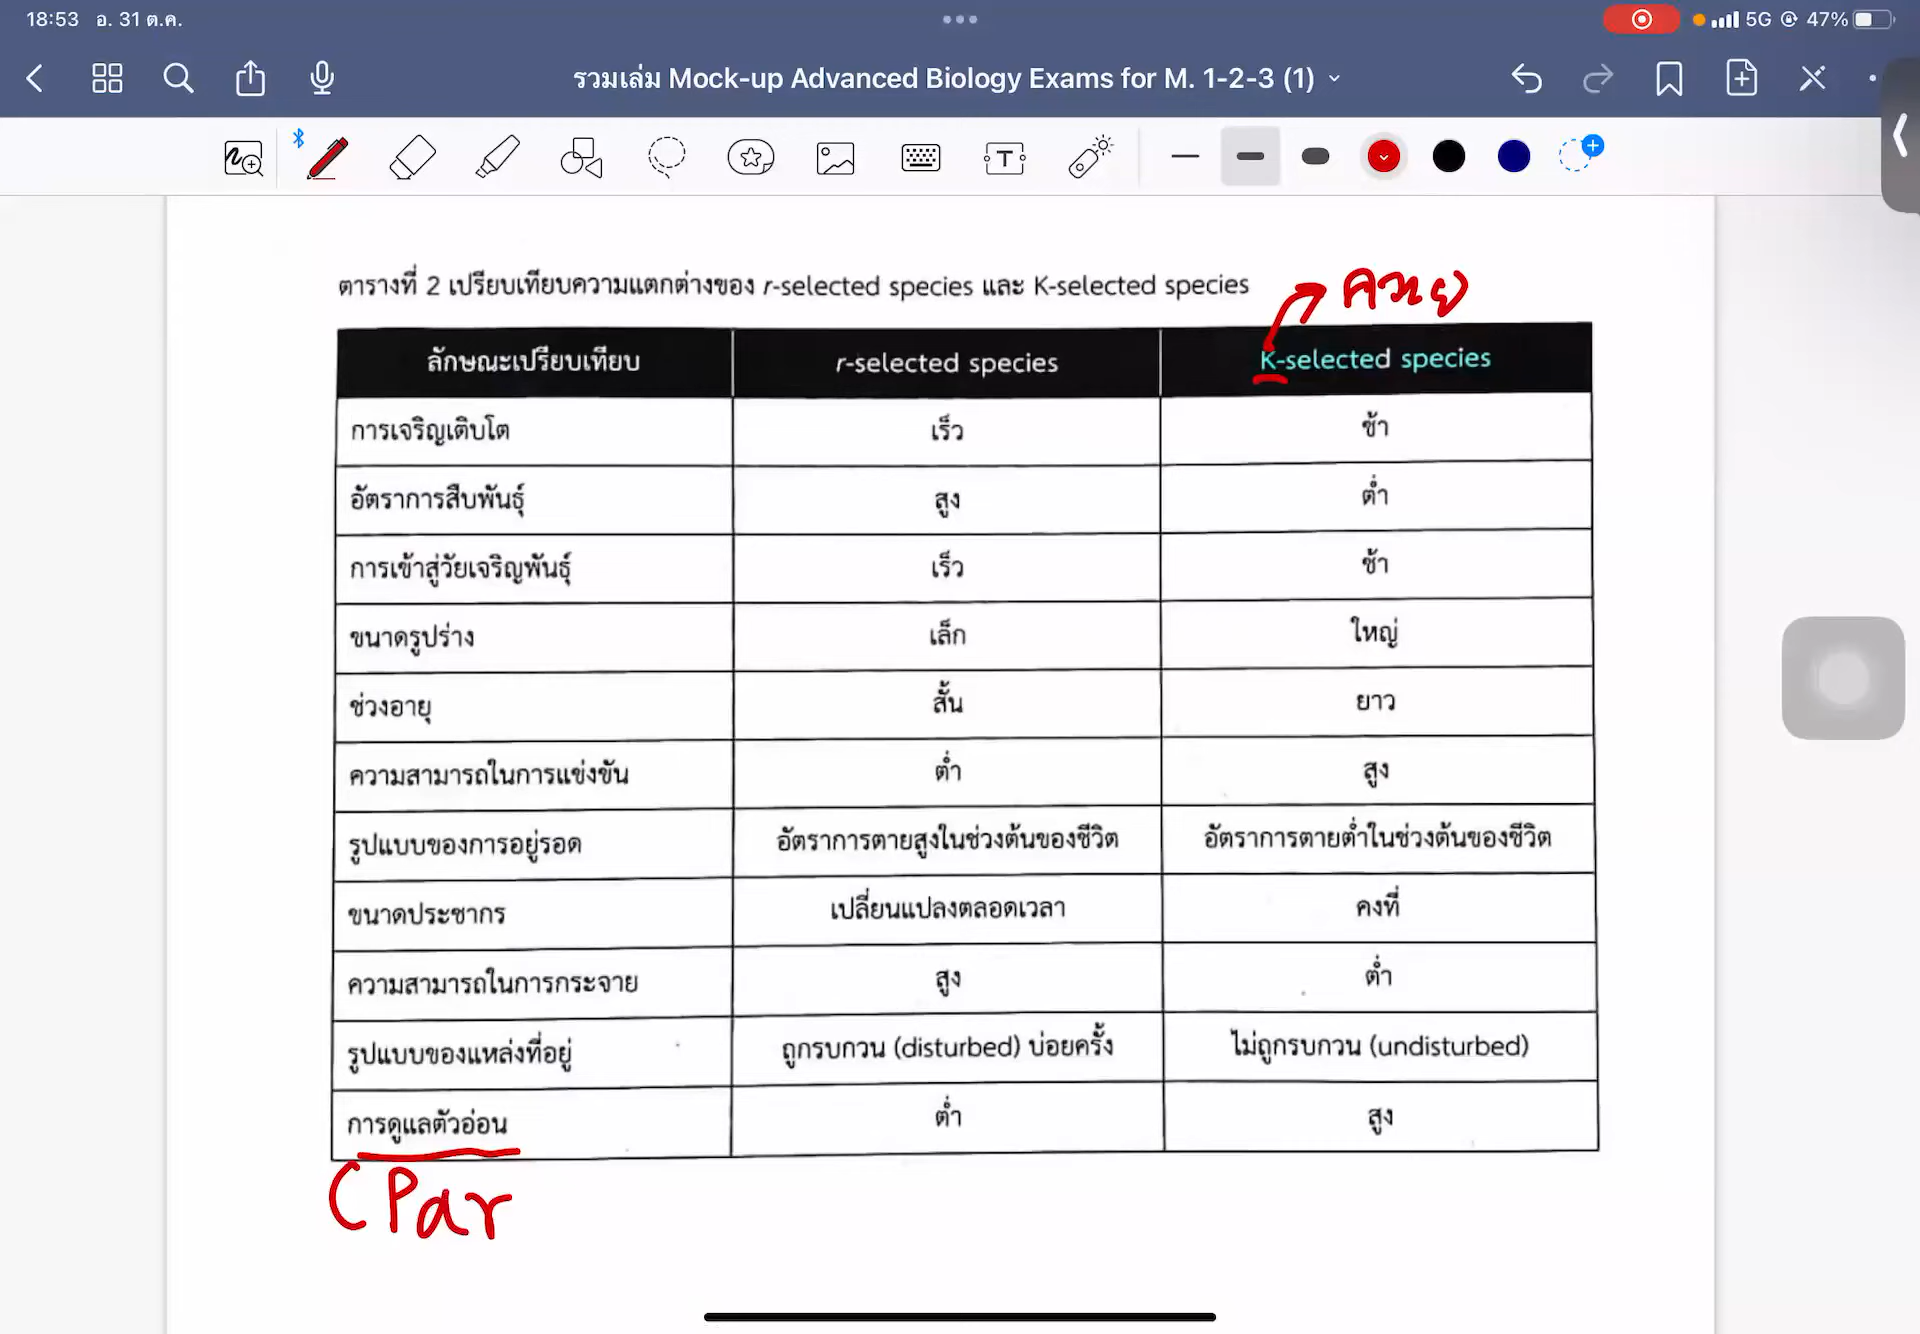 18:53 อ. 31 ต.ค.
5G 47%
รวมเล่ม Mock-up Advanced Biology Exams for M. 1-2-3 (1)
T
ตารางที่ 2 เปรียบเทียบความแตกต่างของ r-selected species และ K-selected species
ควาย
ลักษณะเปรียบเทียบ r-selected species K-selected species
การเจริญเติบโต เร็ว ช้า
อัตราการสืบพันธุ์ สูง ต่ำ
การเข้าสู่วัยเจริญพันธุ์ เร็ว ช้า
ขนาดรูปร่าง เล็ก ใหญ่
ช่วงอายุ สั้น ยาว
ความสามารถในการแข่งขัน ต่ำ สูง
รูปแบบของการอยู่รอด อัตราการตายสูงในช่วงต้นของชีวิต อัตราการตายต่ำในช่วงต้นของชีวิต
ขนาดประชากร เปลี่ยนแปลงตลอดเวลา คงที่
ความสามารถในการกระจาย สูง ต่ำ
รูปแบบของแหล่งที่อยู่ ถูกรบกวน (disturbed) บ่อยครั้ง ไม่ถูกรบกวน (undisturbed)
การดูแลตัวอ่อน ต่ำ สูง
(Par